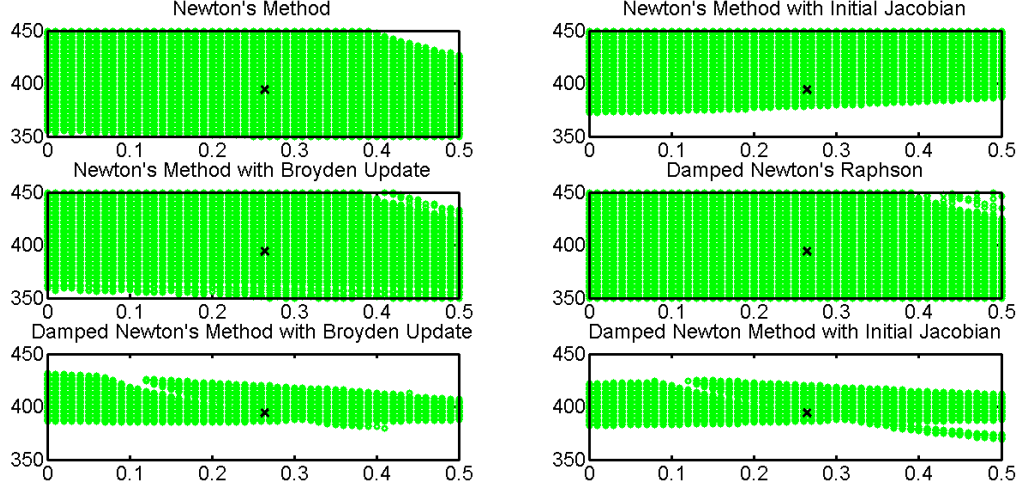 Newton's Method
450
400
350
0 0.1 0.2 0.3 0.4 0.5
Newton's Method with Initial Jacobian
450
400
350
0 0.1 0.2 0.3 0.4 0.5
Newton's Method with Broyden Update
450
400
350
0 0.1 0.2 0.3 0.4 0.5
Damped Newton's Raphson
450
400
350
0 0.1 0.2 0.3 0.4 0.5
Damped Newton's Method with Broyden Update
450
400
350
0 0.1 0.2 0.3 0.4 0.5
Damped Newton Method with Initial Jacobian
450
400
350
0 0.1 0.2 0.3 0.4 0.5